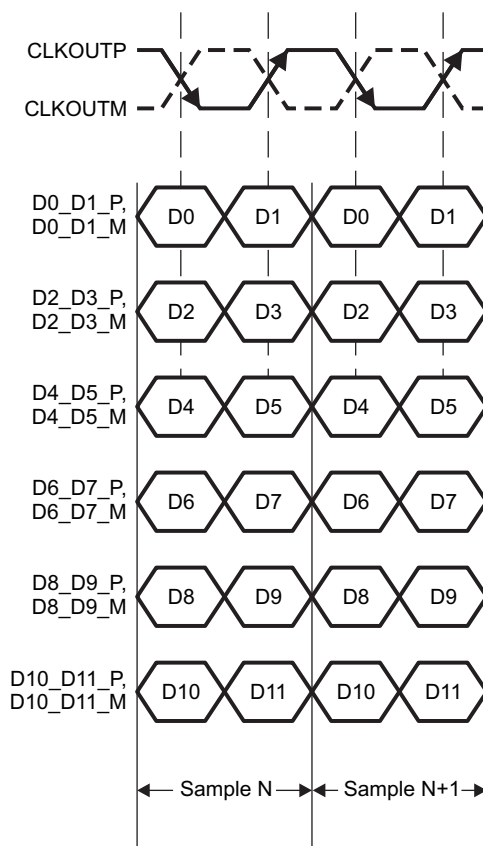 CLKOUTP
CLKOUTM
D0_D1_P,
D0_D1_M
D0 D1 D0 D1
D2_D3_P,
D2_D3_M
D2 D3 D2 D3
D4_D5_P,
D4_D5_M
D4 D5 D4 D5
D6_D7_P,
D6_D7_M
D6 D7 D6 D7
D8_D9_P,
D8_D9_M
D8 D9 D8 D9
D10_D11_P,
D10_D11_M
D10 D11 D10 D11
Sample N Sample N+1